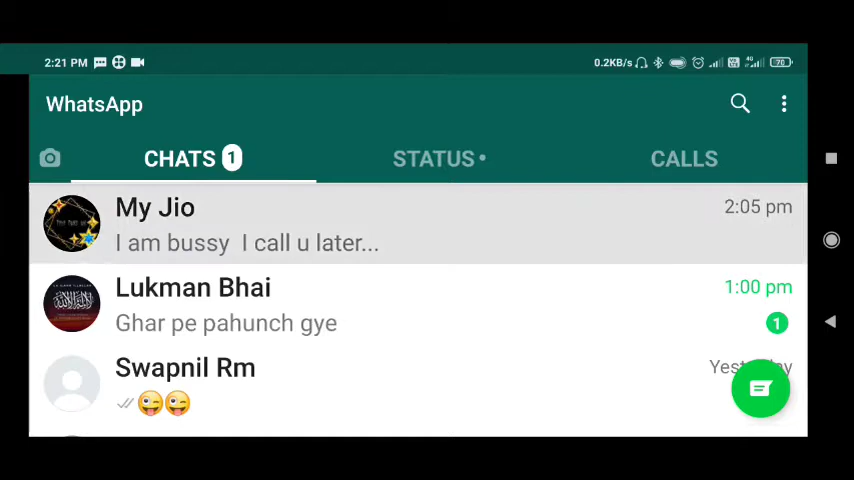 2:21 PM
0.2KB/s
70
WhatsApp
CHATS 1
STATUS
CALLS
My Jio
2:05 pm
I am bussy I call u later...
Lukman Bhai
1:00 pm
Ghar pe pahunch gye
1
Swapnil Rm